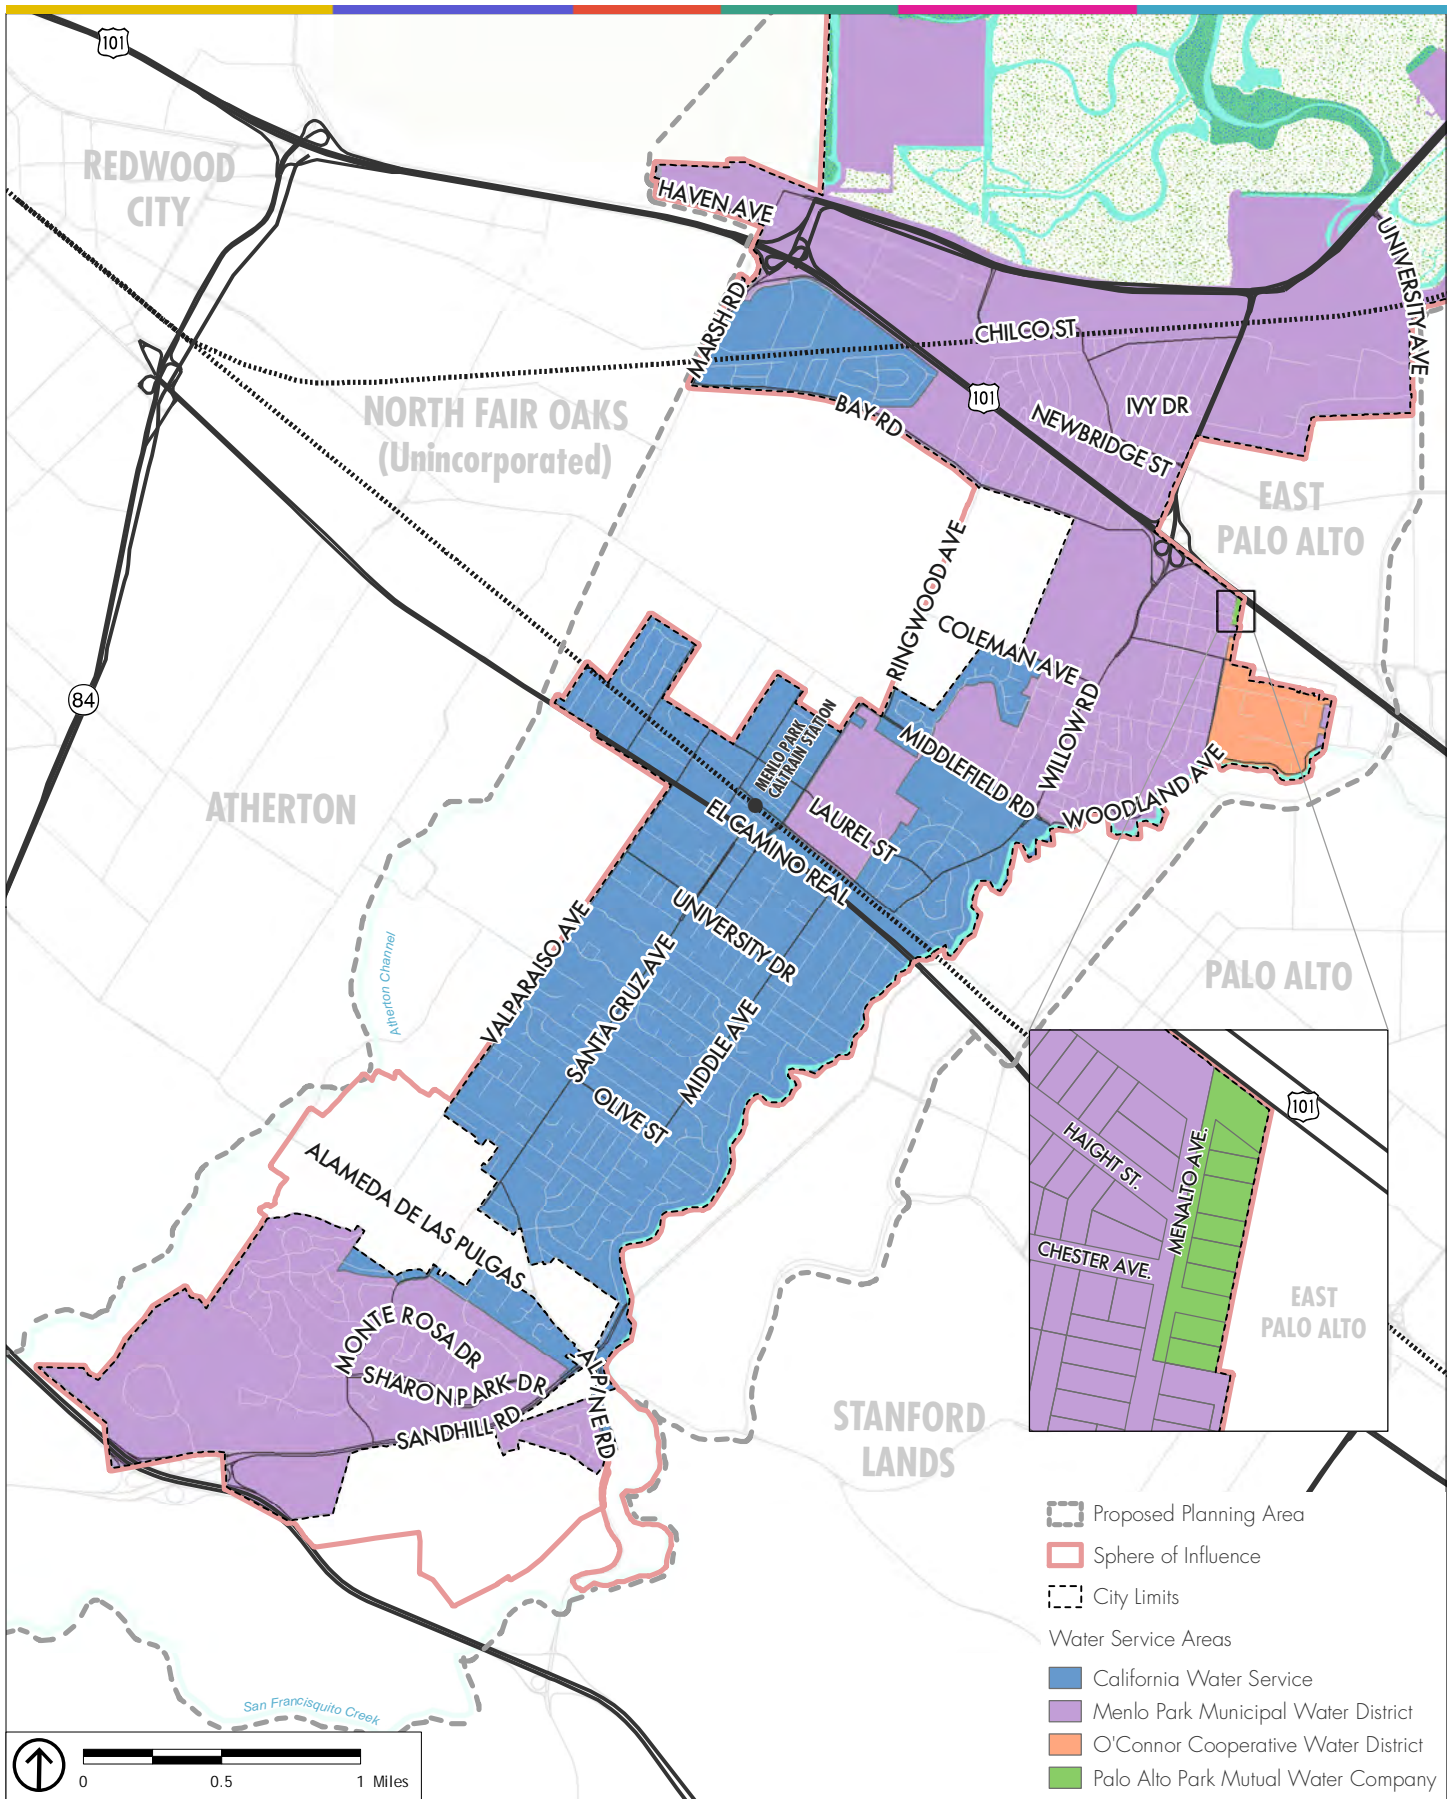 101
REDWOOD
CITY
HAVEN AVE
UNIVERSITY AVE
MARSH RD
CHILCO ST
NORTH FAIR OAKS
(Unincorporated)
BAY RD
101
IVY DR
NEWBRIDGE ST
EAST
PALO ALTO
RINGWOOD AVE
COLEMAN AVE
84
MENLO PARK
CALTRAIN STATION
MIDDLEFIELD RD
WILLOW RD
WOODLAND AVE
ATHERTON
LAUREL ST
EL CAMINO REAL
UNIVERSITY DR
VALPARAISO AVE
SANTA CRUZ AVE
MIDDLE AVE
Atherton Channel
PALO ALTO
OLIVE ST
ALAMEDA DE LAS PULGAS
101
HAIGHT ST.
MENALTO AVE.
CHESTER AVE.
EAST
PALO ALTO
MONTE ROSA DR
SHARON PARK DR
SANDHILL RD
ALPINE RD
STANFORD
LANDS
San Francisquito Creek
Proposed Planning Area
Sphere of Influence
City Limits
Water Service Areas
California Water Service
Menlo Park Municipal Water District
O'Connor Cooperative Water District
Palo Alto Park Mutual Water Company
0 0.5 1 Miles